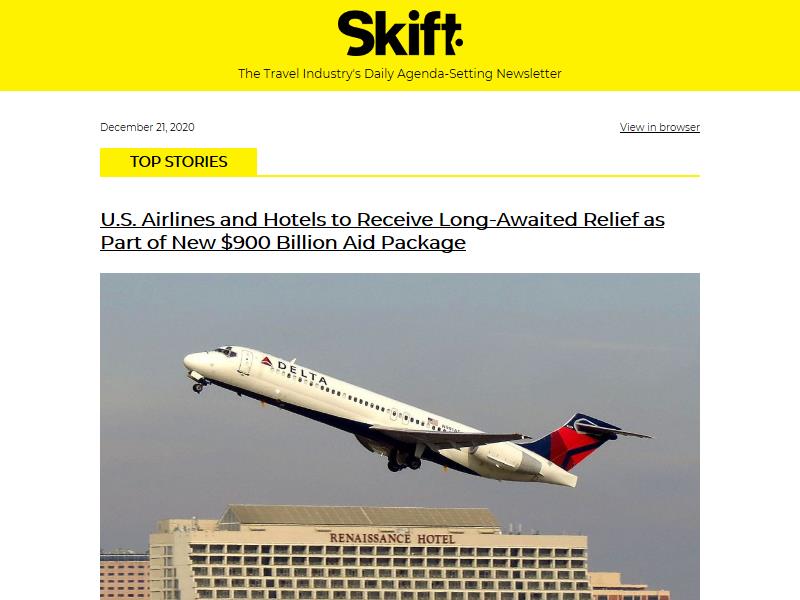 Skift
The Travel Industry's Daily Agenda-Setting Newsletter
December 21, 2020
View in browser
TOP STORIES
U.S. Airlines and Hotels to Receive Long-Awaited Relief as
Part of New $900 Billion Aid Package
DELTA
RENAISSANCE HOTEL